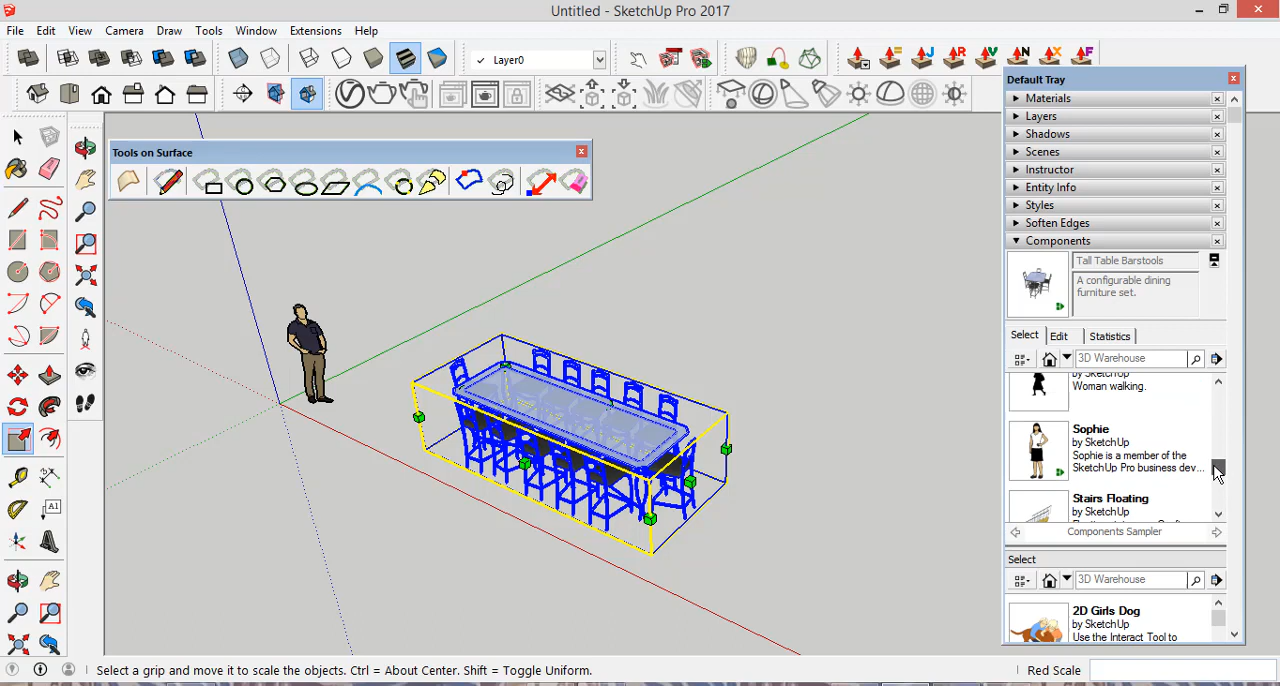 Untitled - SketchUp Pro 2017
File Edit View Camera Draw Tools Window Extensions Help
Layer0
= J R V N X F
Default Tray
Materials
Layers
Shadows
Scenes
Instructor
Entity Info
Styles
Soften Edges
Components
Tall Table Barstools
A configurable dining
furniture set.
Select Edit Statistics
3D Warehouse
by SketchUp
Woman walking.
Sophie
by SketchUp
Sophie is a member of the
SketchUp Pro business dev...
Stairs Floating
by SketchUp
Components Sampler
Select
3D Warehouse
2D Girls Dog
by SketchUp
Use the Interact Tool to
Tools on Surface
A1
Select a grip and move it to scale the objects. Ctrl = About Center. Shift = Toggle Uniform.
Red Scale